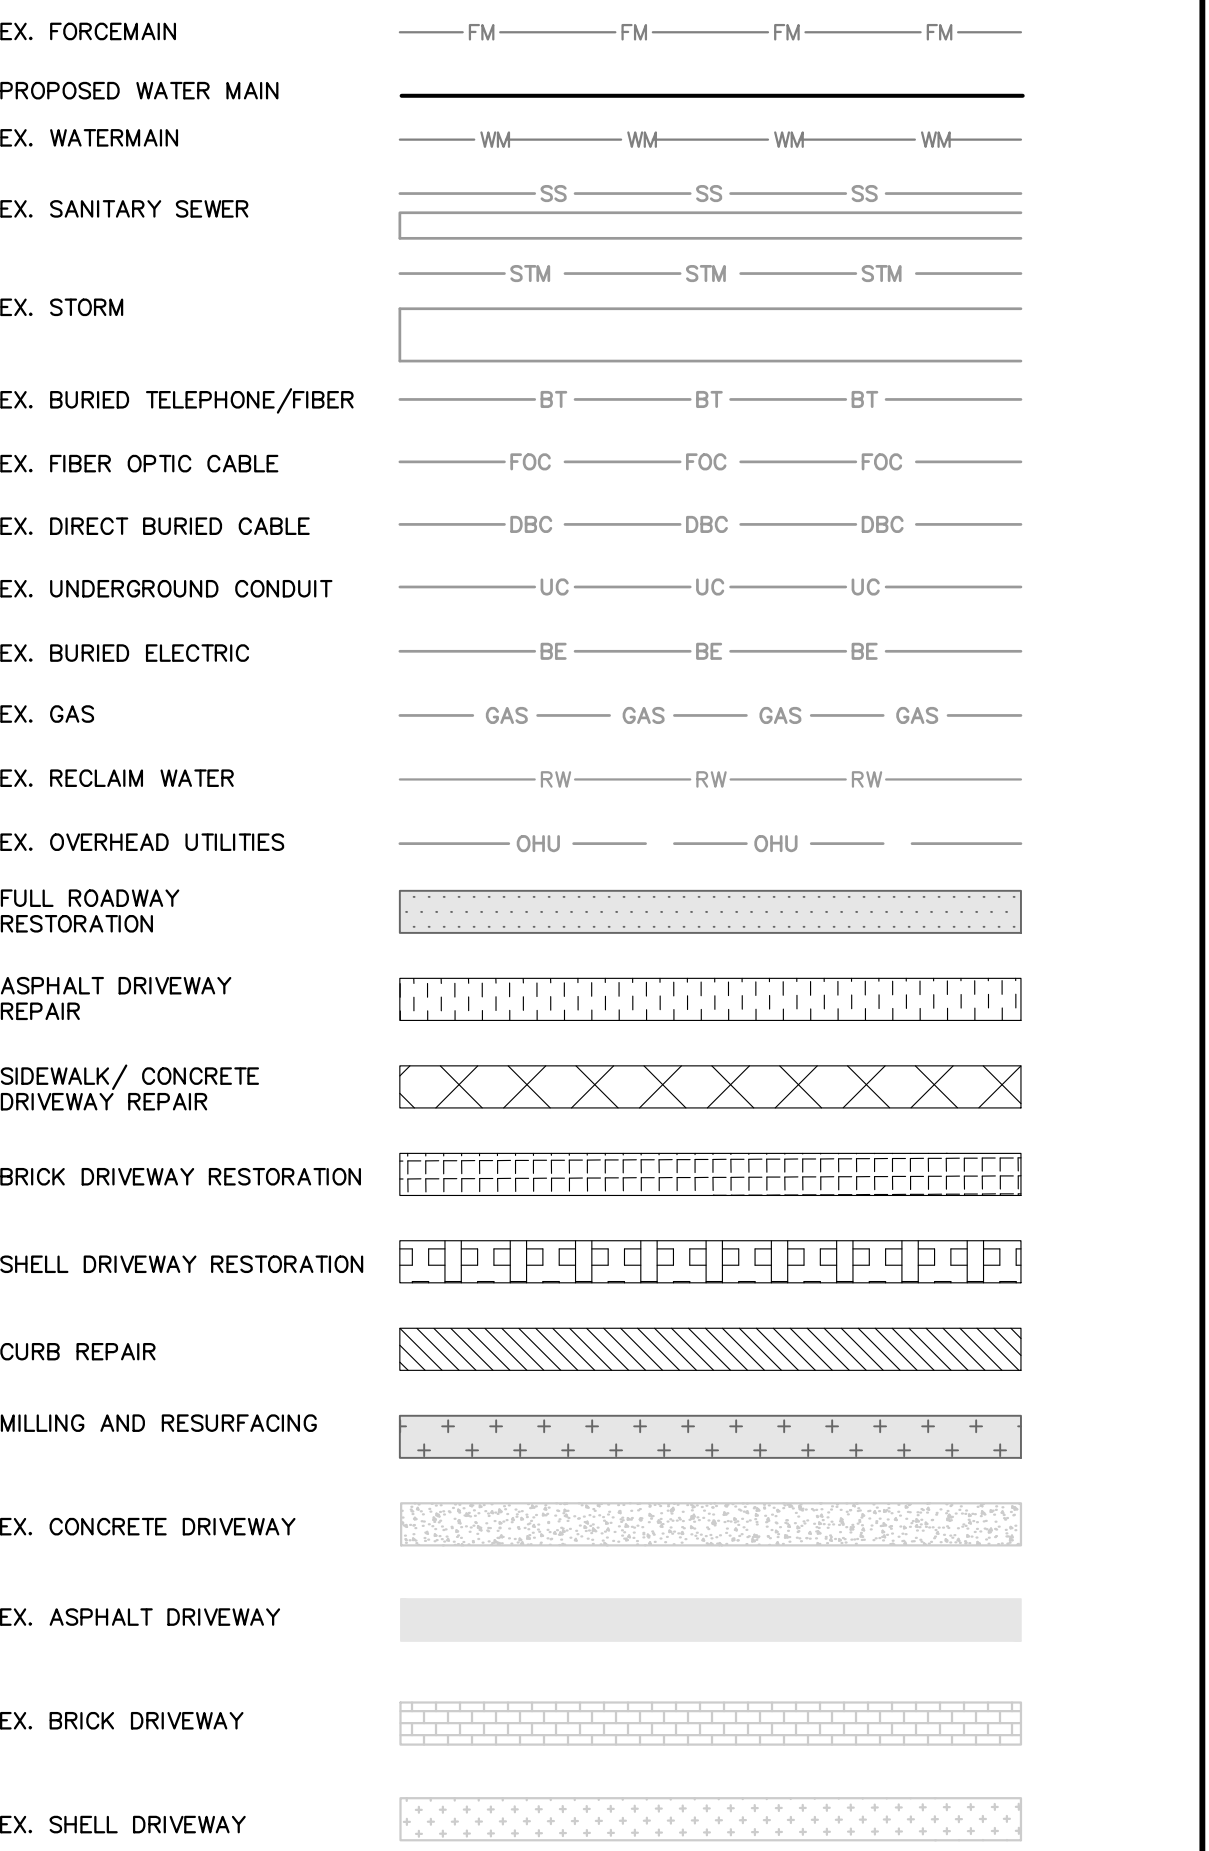 EX. FORCEMAIN FM FM FM FM
PROPOSED WATER MAIN
EX. WATERMAIN WM WM WM WM
EX. SANITARY SEWER SS SS SS
EX. STORM STM STM STM
EX. BURIED TELEPHONE/FIBER BT BT BT
EX. FIBER OPTIC CABLE FOC FOC FOC
EX. DIRECT BURIED CABLE DBC DBC DBC
EX. UNDERGROUND CONDUIT UC UC UC
EX. BURIED ELECTRIC BE BE BE
EX. GAS GAS GAS GAS GAS
EX. RECLAIM WATER RW RW RW
EX. OVERHEAD UTILITIES OHU OHU
FULL ROADWAY
RESTORATION
ASPHALT DRIVEWAY
REPAIR
SIDEWALK/ CONCRETE
DRIVEWAY REPAIR
BRICK DRIVEWAY RESTORATION
SHELL DRIVEWAY RESTORATION
CURB REPAIR
MILLING AND RESURFACING
EX. CONCRETE DRIVEWAY
EX. ASPHALT DRIVEWAY
EX. BRICK DRIVEWAY
EX. SHELL DRIVEWAY